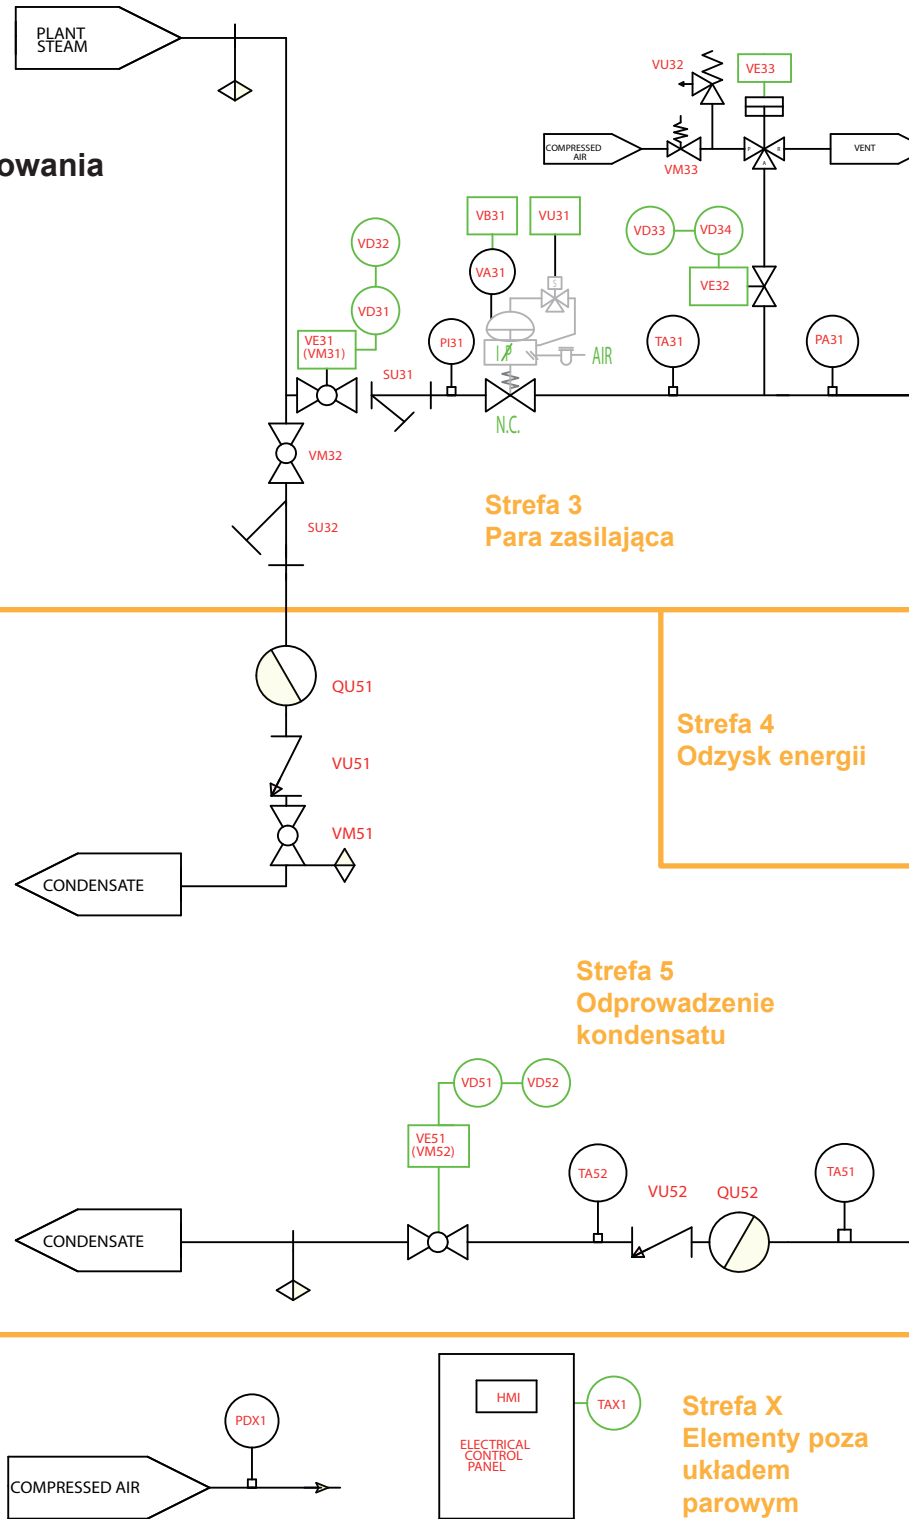 PLANT
STEAM
owania
VU32
VE33
COMPRESSED
AIR
VM33
P
R
A
VENT
VB31
VU31
VD32
VD33
VD34
VA31
S
VE32
VD31
VE31
(VM31)
PI31
I/P
AIR
TA31
PA31
SU31
N.C.
VM32
SU32
Strefa 3
Para zasilająca
QU51
VU51
VM51
CONDENSATE
Strefa 4
Odzysk energii
Strefa 5
Odprowadzenie
kondensatu
VD51
VD52
VE51
(VM52)
TA52
VU52
QU52
TA51
CONDENSATE
PDX1
COMPRESSED AIR
HMI
ELECTRICAL
CONTROL
PANEL
TAX1
Strefa X
Elementy poza
układem
parowym